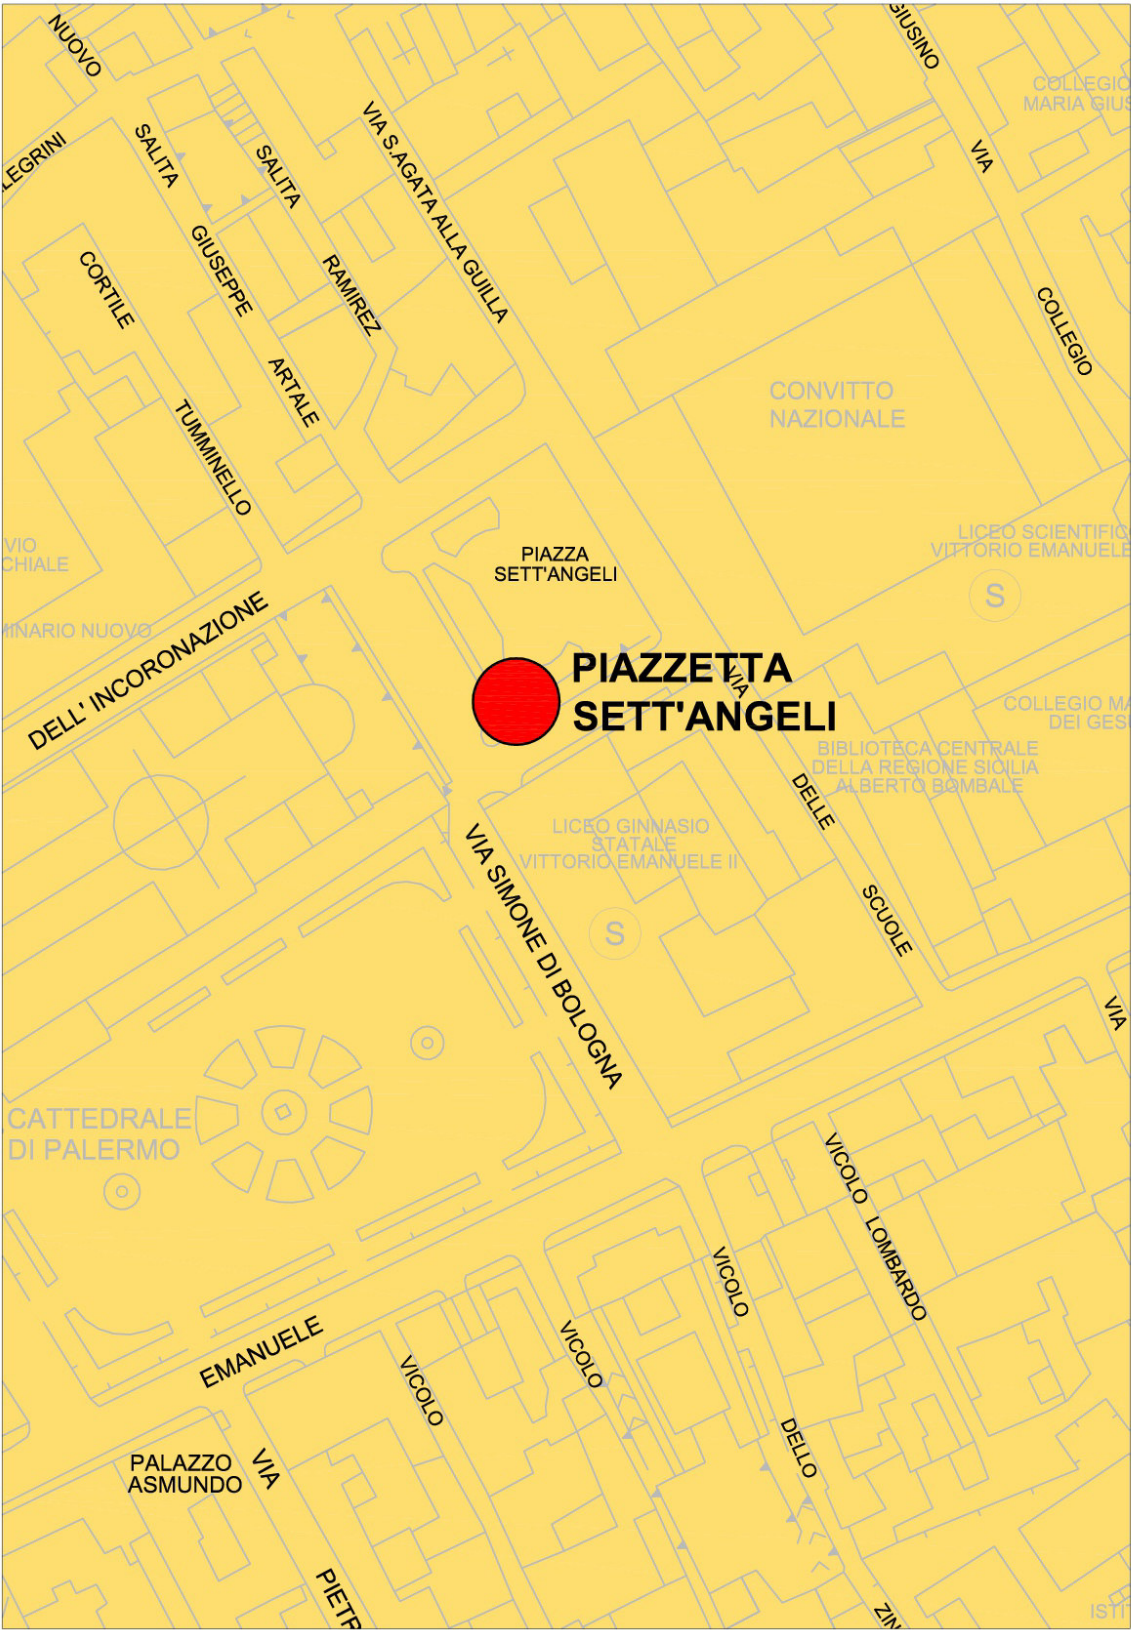 NUOVO
GIUSINO
COLLEGIO
MARIA GIUS
LEGRINI
SALITA
GIUSEPPE
ARTALE
SALITA
RAMIREZ
VIA S.AGATA ALLA GUILLA
VIA
COLLEGIO
CORTILE
TUMMINELLO
CONVITTO
NAZIONALE
VIO
CHIALE
PIAZZA
SETT'ANGELI
LICEO SCIENTIFICO
VITTORIO EMANUELE
S
MINARIO NUOVO
DELL' INCORONAZIONE
PIAZZETTA
SETT'ANGELI
VIA
DELLE
SCUOLE
COLLEGIO MA
DEI GES
BIBLIOTECA CENTRALE
DELLA REGIONE SICILIA
ALBERTO BOMBALE
LICEO GINNASIO
STATALE
VITTORIO EMANUELE II
S
VIA SIMONE DI BOLOGNA
VIA
CATTEDRALE
DI PALERMO
VICOLO LOMBARDO
VICOLO
DELLO
ZIN
EMANUELE
VICOLO
VICOLO
PALAZZO
ASMUNDO
VIA
PIETR
ISTIT